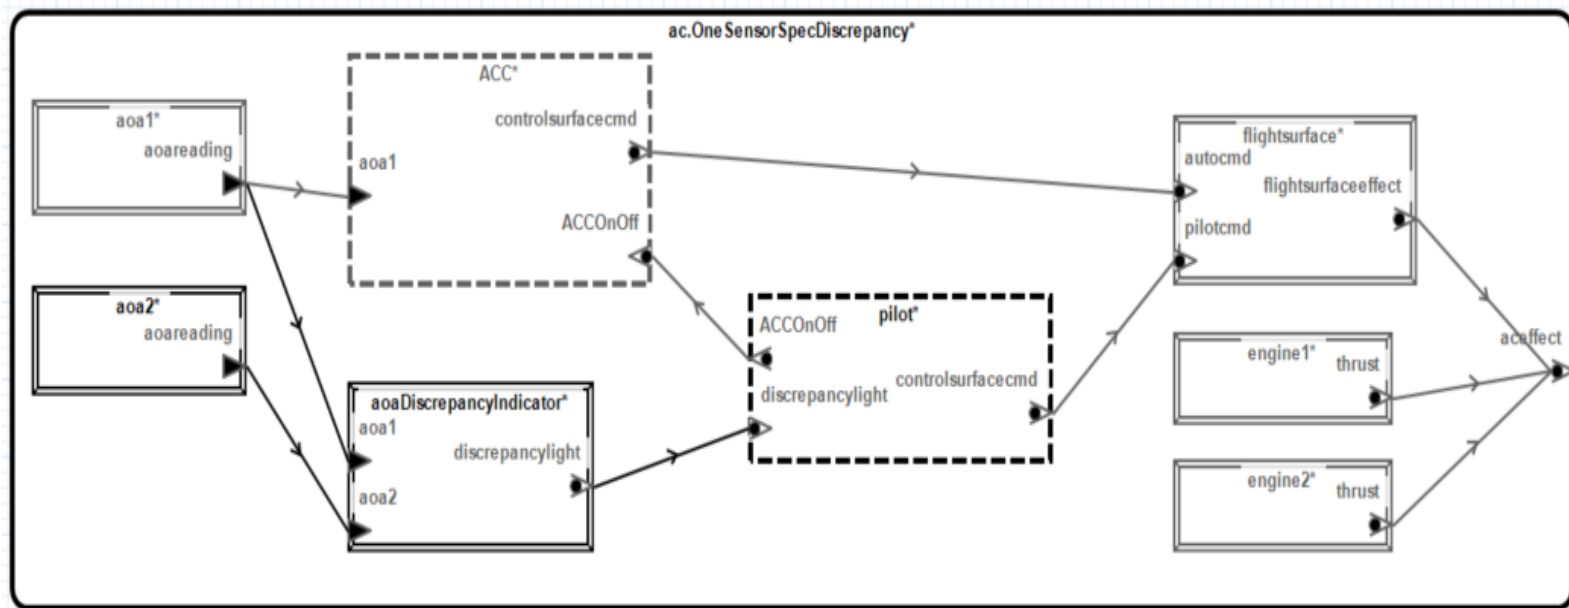 ac.OneSensorSpecDiscrepancy*
aoa1*
aoareading
aoa2*
aoareading
ACC*
controlsurfacecmd
aoa1
ACCOnOff
aoaDiscrepancyIndicator*
aoa1
discrepancylight
aoa2
pilot*
ACCOnOff
controlsurfacecmd
discrepancylight
flightsurface*
autocmd
flightsurfaceeffect
pilotcmd
engine1*
thrust
engine2*
thrust
aceffect